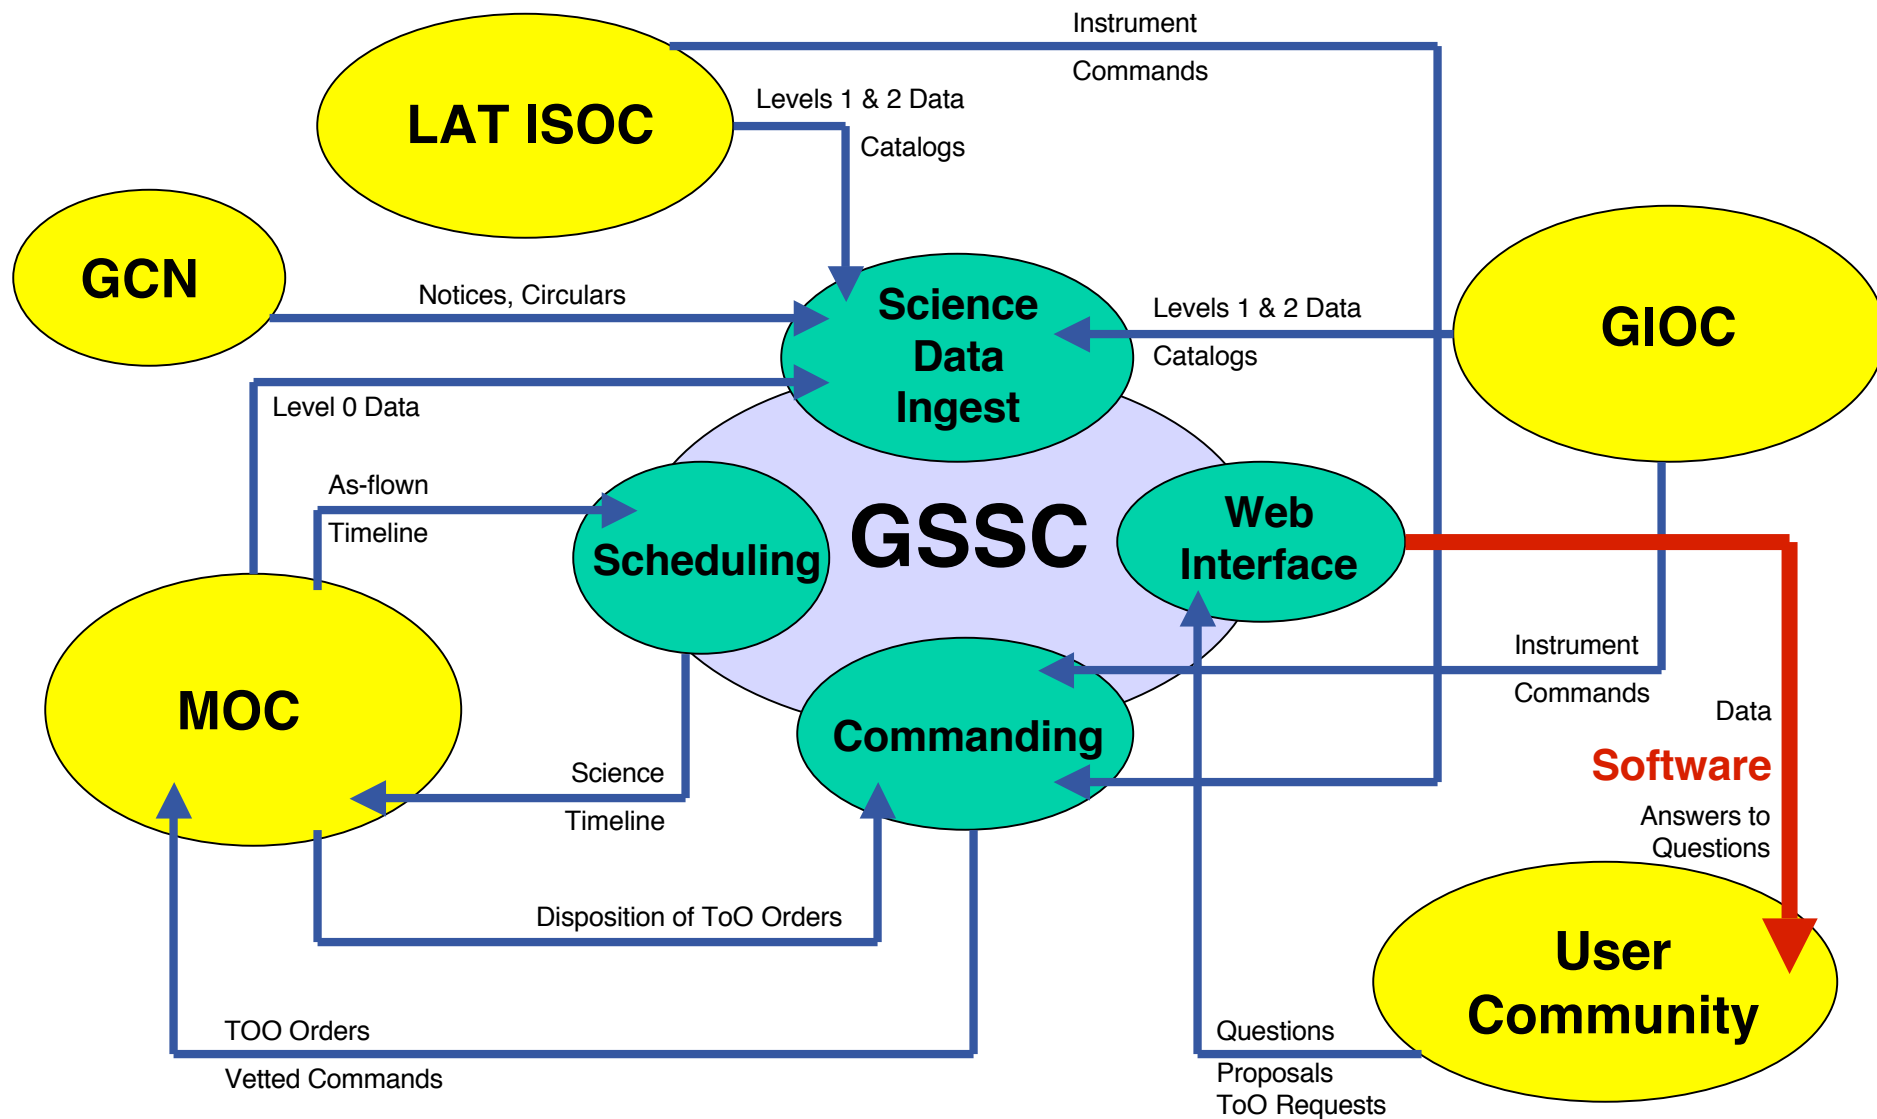 Instrument
Commands
LAT ISOC
Levels 1 & 2 Data
Catalogs
GCN
Notices, Circulars
Science
Data
Ingest
Levels 1 & 2 Data
Catalogs
GIOC
Level 0 Data
As-flown
Timeline
Scheduling
GSSC
Web
Interface
MOC
Commanding
Instrument
Commands
Data
Software
Answers to
Questions
Science
Timeline
Disposition of ToO Orders
User
Community
TOO Orders
Vetted Commands
Questions
Proposals
ToO Requests